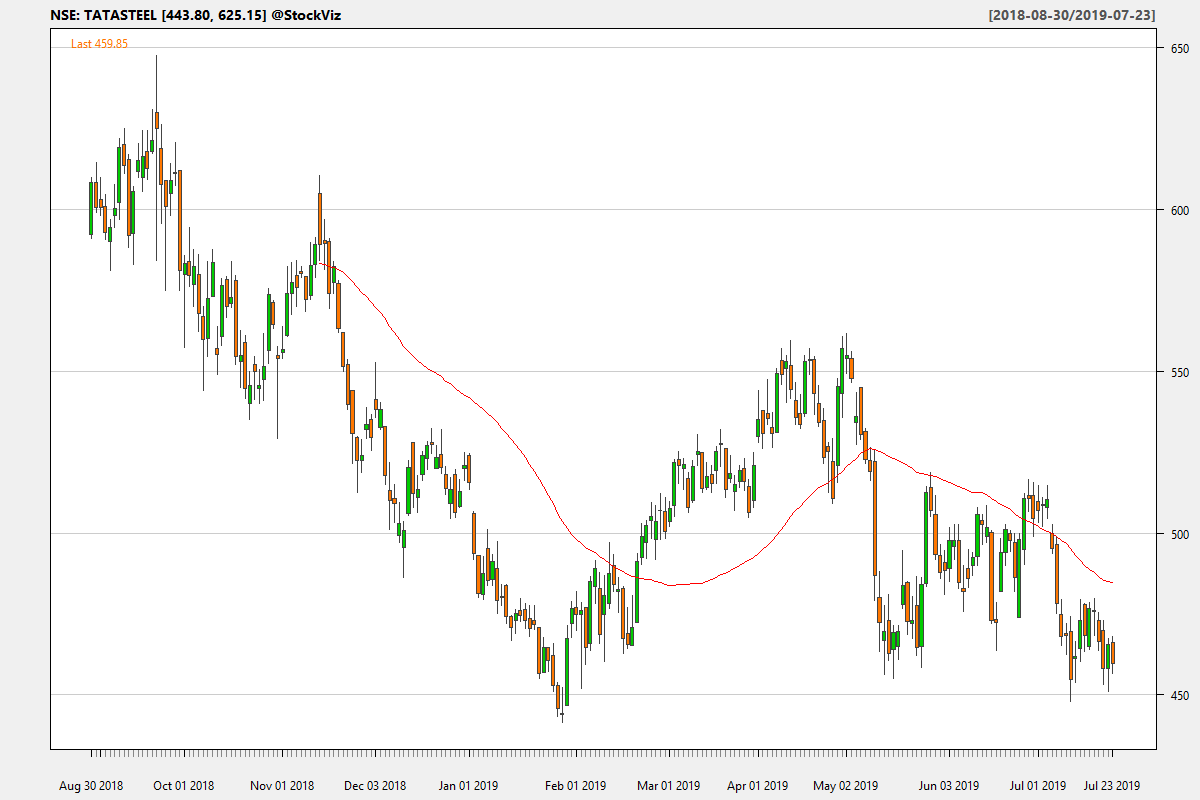 NSE: TATASTEEL [443.80, 625.15] @StockViz
[2018-08-30/2019-07-23]
Last 459.85
650
600
550
500
450
Aug 30 2018
Oct 01 2018
Nov 01 2018
Dec 03 2018
Jan 01 2019
Feb 01 2019
Mar 01 2019
Apr 01 2019
May 02 2019
Jun 03 2019
Jul 01 2019
Jul 23 2019